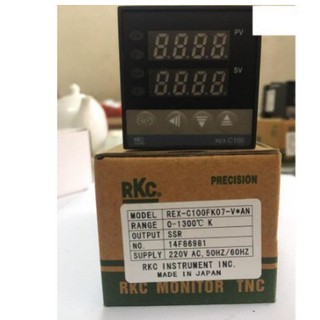 8.8.8.8.
PV
8.8.8.8.
SV
REX-C100
RKC PRECISION
MODEL REX-C100FK07-V*AN
RANGE 0-1300℃ K
OUTPUT SSR
NO. 14F86981
SUPPLY 220V AC, 50HZ/60HZ
RKC INSTRUMENT INC.
MADE IN JAPAN
RKC MONITOR TNC